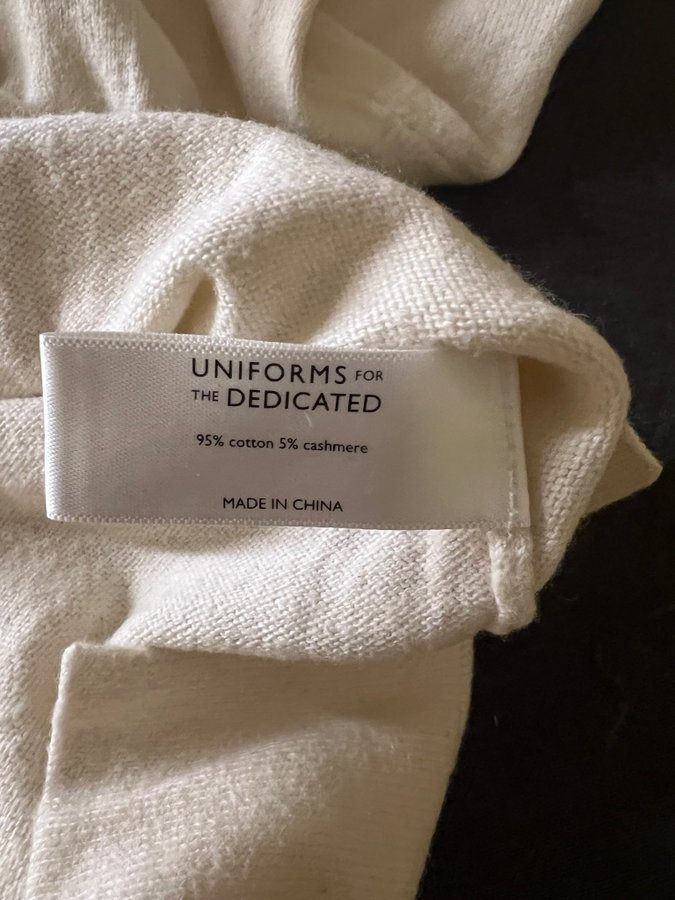 UNIFORMS FOR
THE DEDICATED
95% cotton 5% cashmere
MADE IN CHINA